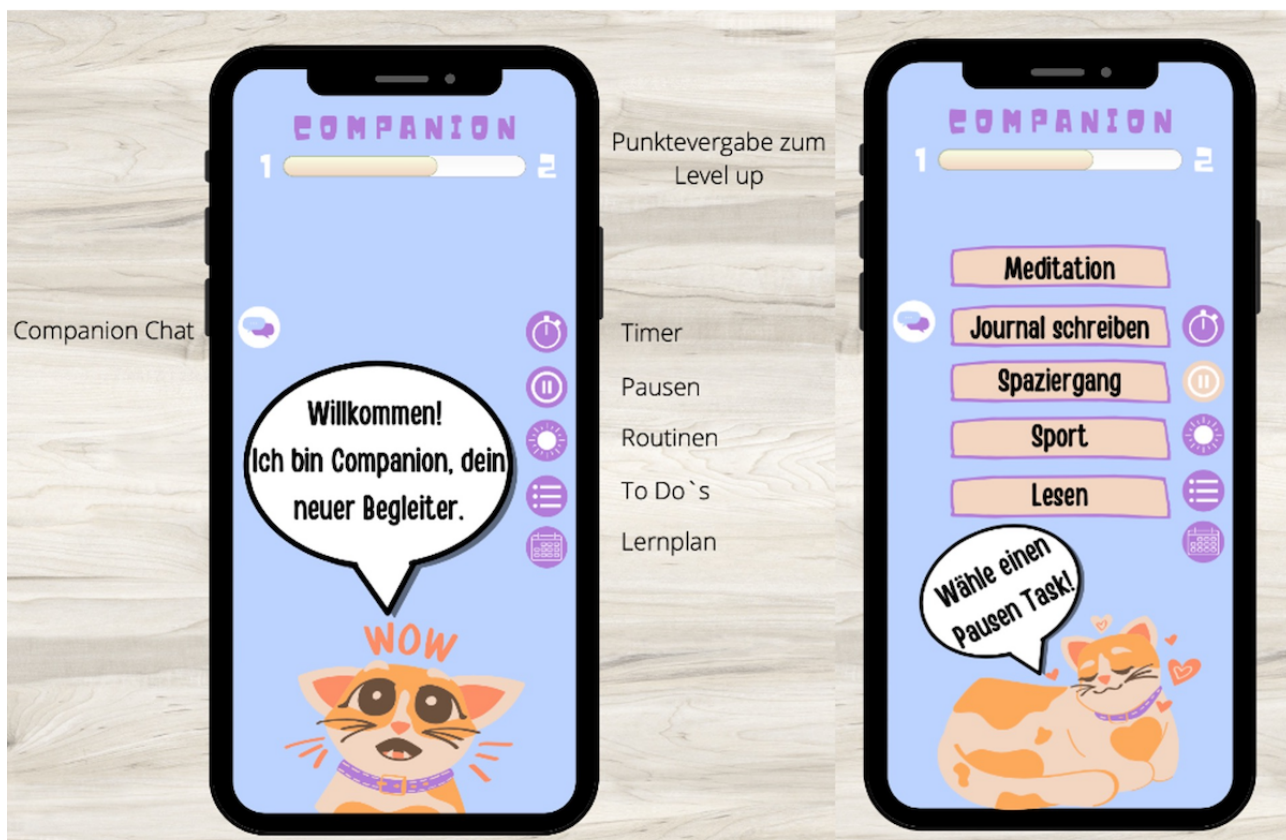 COMPANION
1 2
Punktevergabe zum
Level up
Companion Chat
Timer
Pausen
Routinen
To Do`s
Lernplan
Willkommen!
Ich bin Companion, dein
neuer Begleiter.
WOW
COMPANION
1 2
Meditation
Journal schreiben
Spaziergang
Sport
Lesen
Wähle einen
Pausen Task!